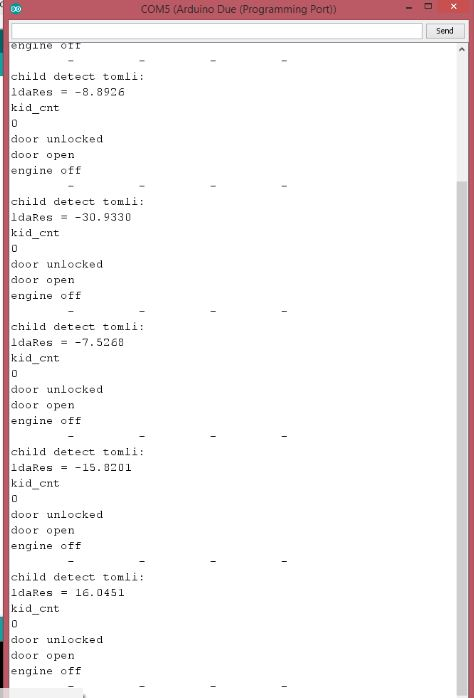 COM5 (Arduino Due (Programming Port))
Send
engine off
- - - -
child detect tomli:
ldaRes = -8.8926
kid_cnt
0
door unlocked
door open
engine off
- - - -
child detect tomli:
ldaRes = -30.9330
kid_cnt
0
door unlocked
door open
engine off
- - - -
child detect tomli:
ldaRes = -7.5268
kid_cnt
0
door unlocked
door open
engine off
- - - -
child detect tomli:
ldaRes = -15.8201
kid_cnt
0
door unlocked
door open
engine off
- - - -
child detect tomli:
ldaRes = 16.0451
kid_cnt
0
door unlocked
door open
engine off
- - - -